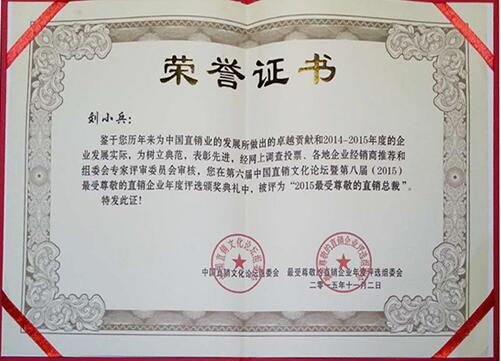 荣誉证书
刘小兵：
鉴于您历年来为中国直销业的发展所做出的卓越贡献和2014-2015年度的企
业发展实际，为树立典范，表彰先进，经网上调查投票、各地企业经销商推荐和
组委会专家评审委员会审核，您在第六届中国直销文化论坛暨第八届（2015）
最受尊敬的直销企业年度评选颁奖典礼中，被评为“2015最受尊敬的直销总裁”。
特发此证！
中国直销文化论坛组委会 最受尊敬的直销企业年度评选组委会
二〇一五年十一月二日